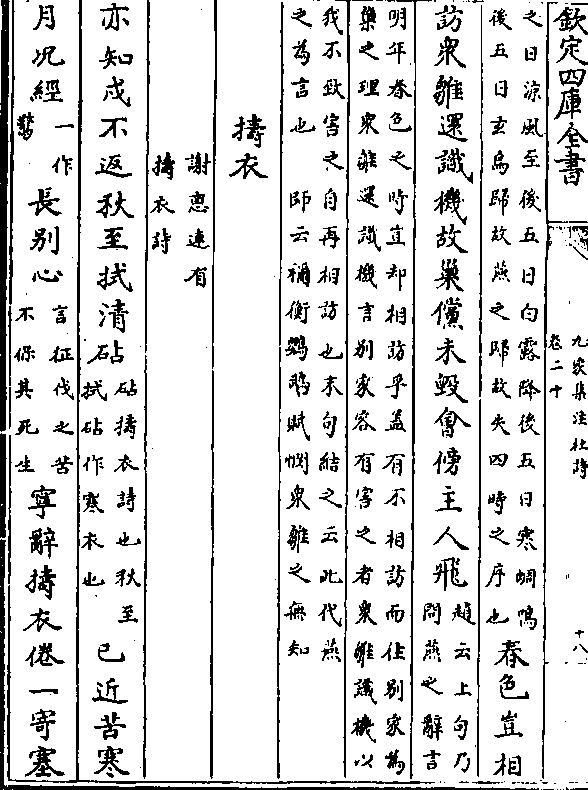 欽定四庫全書
九家集注杜詩
卷二十
十八
之日涼風至後五日白露降後五日寒蜩鳴
後五日玄鳥歸故燕之歸故失四時之序也
春色豈相
訪衆雛還識機故巢儻未毀會傍主人飛
趙云上句乃
問燕之辭言
明年春色之時豈却相訪乎葢有不相訪而住別家為
巢之理衆雛還識機言别家容有害之者衆雛識機以
我不致害之自再相訪也末句結之云此代燕
之為言也 師云禰衡鸚鵡賦憫衆雛之無知
擣衣
謝惠連有
擣衣詩
亦知戍不返秋至拭清砧
砧擣衣詩也秋至
拭砧作寒衣也
已近苦寒
月况經
一作
驚
長别心
言征伐之苦
不保其死生
寧辭擣衣倦一寄塞